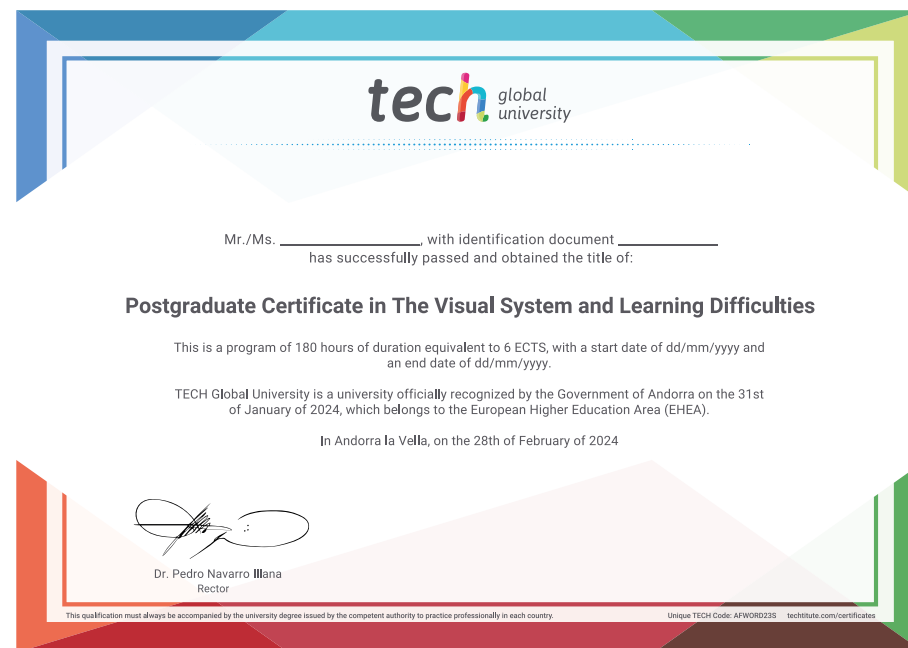 tech global university
Mr./Ms. ____________, with identification document ____________
has successfully passed and obtained the title of:
Postgraduate Certificate in The Visual System and Learning Difficulties
This is a program of 180 hours of duration equivalent to 6 ECTS, with a start date of dd/mm/yyyy and
an end date of dd/mm/yyyy.
TECH Global University is a university officially recognized by the Government of Andorra on the 31st
of January of 2024, which belongs to the European Higher Education Area (EHEA).
In Andorra la Vella, on the 28th of February of 2024
Dr. Pedro Navarro Illana
Rector
This qualification must always be accompanied by the university degree issued by the competent authority to practice professionally in each country.
Unique TECH Code: AFWORD23S techtitute.com/certificates